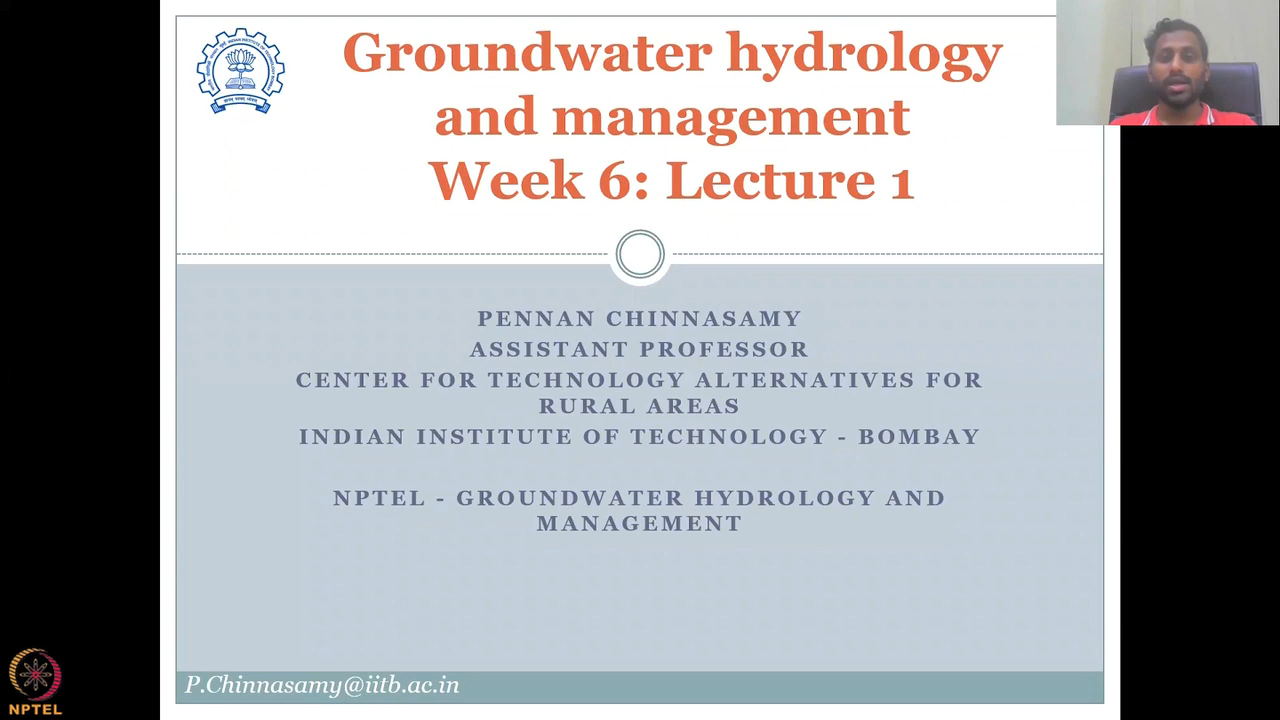 Groundwater hydrology
and management
Week 6: Lecture 1
PENNAN CHINNASAMY
ASSISTANT PROFESSOR
CENTER FOR TECHNOLOGY ALTERNATIVES FOR
RURAL AREAS
INDIAN INSTITUTE OF TECHNOLOGY - BOMBAY
NPTEL - GROUNDWATER HYDROLOGY AND
MANAGEMENT
P.Chinnasamy@iitb.ac.in
NPTEL